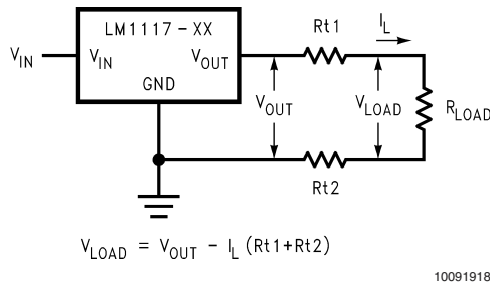 LM1117-XX
Rt1
I_L
V_IN
V_IN
V_OUT
GND
V_OUT
V_LOAD
R_LOAD
Rt2
V_LOAD = V_OUT - I_L (Rt1+Rt2)
10091918